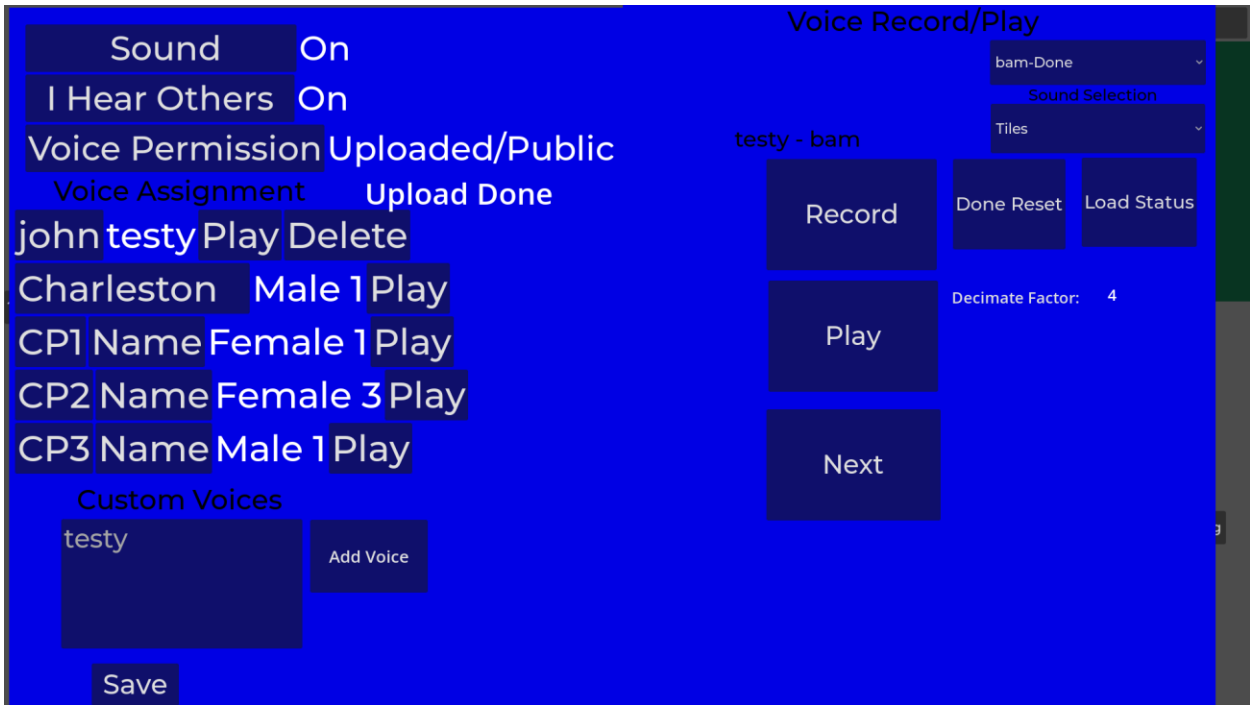 Sound On
I Hear Others On
Voice Permission Uploaded/Public
Voice Assignment Upload Done
john testy Play Delete
Charleston Male 1 Play
CP1 Name Female 1 Play
CP2 Name Female 3 Play
CP3 Name Male 1 Play
Custom Voices
testy
Add Voice
Save
Voice Record/Play
bam-Done
Sound Selection
Tiles
testy - bam
Record Done Reset Load Status
Play Decimate Factor: 4
Next